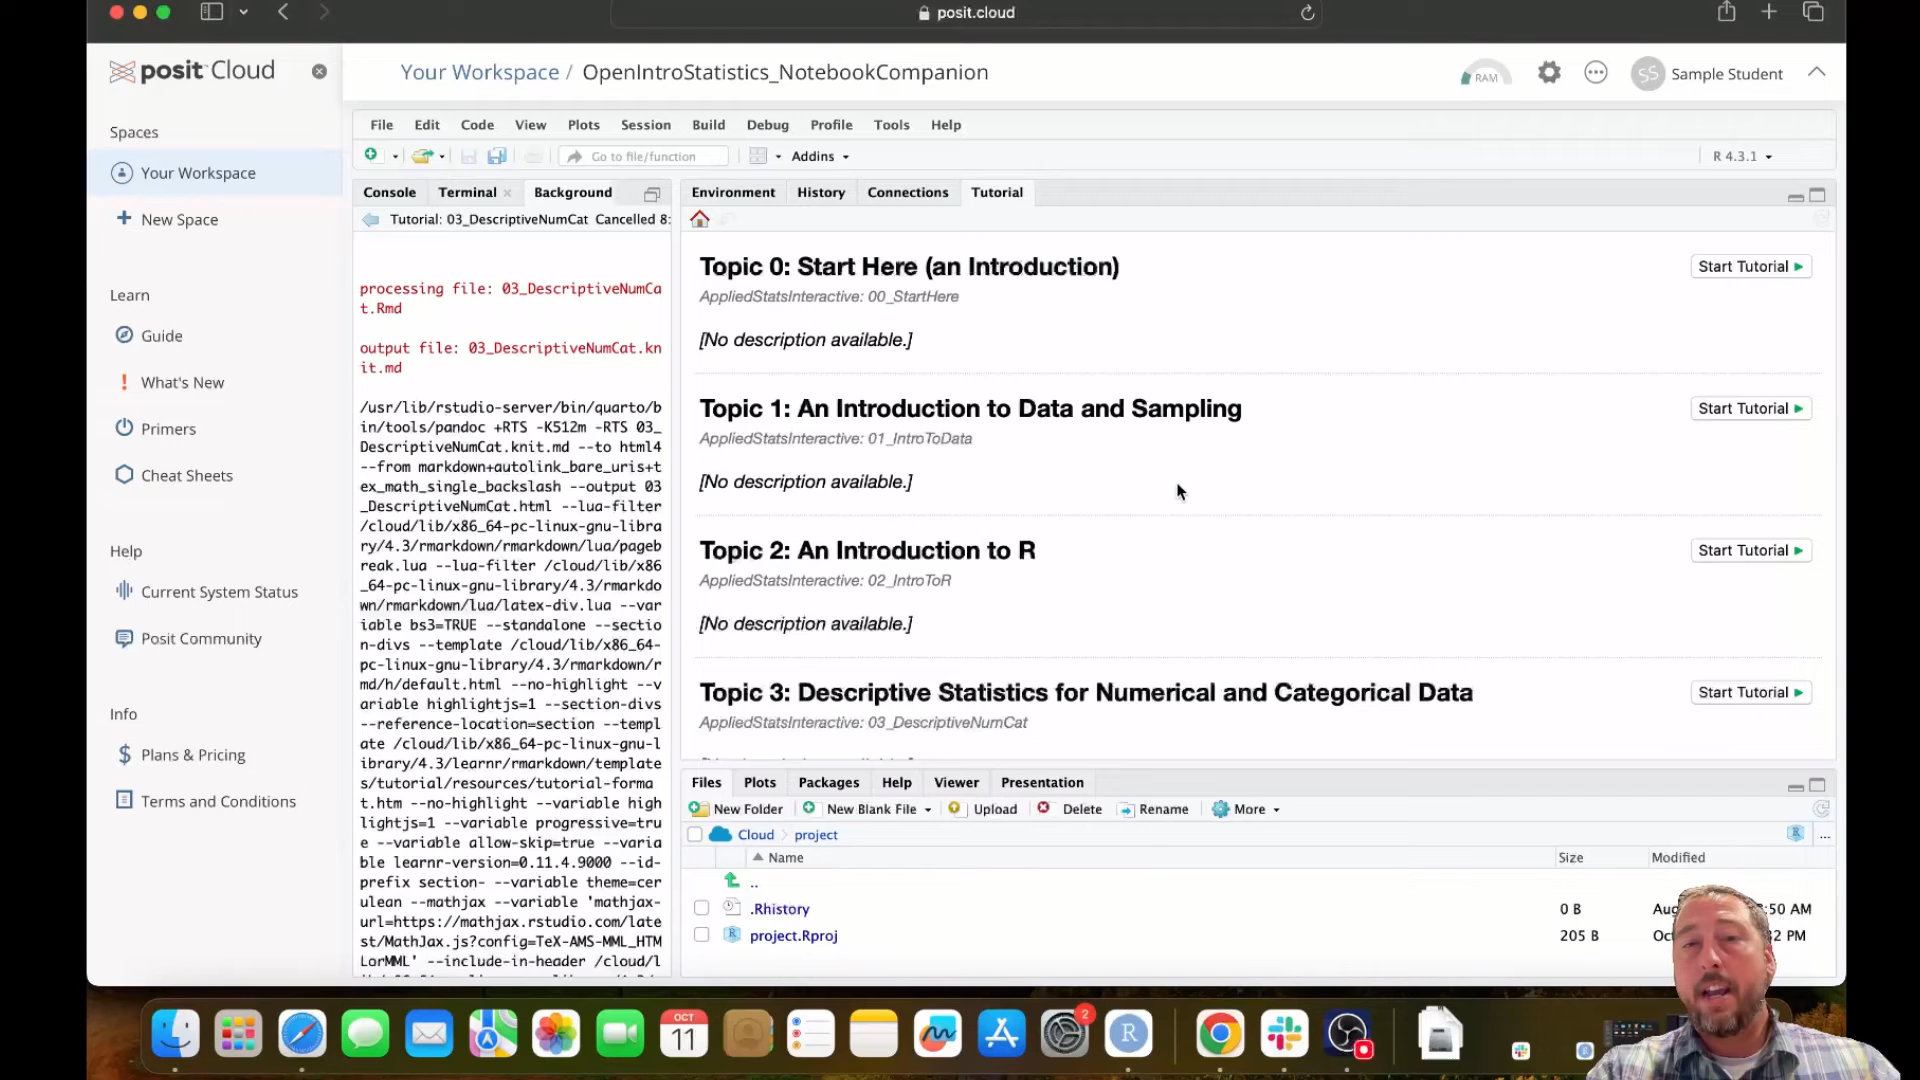 posit.cloud
posit Cloud
Your Workspace / OpenIntroStatistics_NotebookCompanion
RAM
SS
Sample Student
Spaces
Your Workspace
New Space
Learn
Guide
What's New
Primers
Cheat Sheets
Help
Current System Status
Posit Community
Info
Plans & Pricing
Terms and Conditions
File Edit Code View Plots Session Build Debug Profile Tools Help
Go to file/function
Addins
R 4.3.1
Console Terminal Background
Tutorial: 03_DescriptiveNumCat Cancelled 8:
processing file: 03_DescriptiveNumCa
t.Rmd
output file: 03_DescriptiveNumCat.kn
it.md
/usr/lib/rstudio-server/bin/quarto/b
in/tools/pandoc +RTS -K512m -RTS 03_
DescriptiveNumCat.knit.md --to html4
--from markdown+autolink_bare_uris+t
ex_math_single_backslash --output 03
_DescriptiveNumCat.html --lua-filter
/cloud/lib/x86_64-pc-linux-gnu-libra
ry/4.3/rmarkdown/rmarkdown/lua/pageb
reak.lua --lua-filter /cloud/lib/x86
_64-pc-linux-gnu-library/4.3/rmarkdo
wn/rmarkdown/lua/latex-div.lua --var
iable bs3=TRUE --standalone --sectio
n-divs --template /cloud/lib/x86_64-
pc-linux-gnu-library/4.3/rmarkdown/r
md/h/default.html --no-highlight --v
ariable highlightjs=1 --section-divs
--reference-location=section --templ
ate /cloud/lib/x86_64-pc-linux-gnu-l
ibrary/4.3/learnr/rmarkdown/template
s/tutorial/resources/tutorial-forma
t.htm --no-highlight --variable high
lightjs=1 --variable progressive=tru
e --variable allow-skip=true --varia
ble learnr-version=0.11.4.9000 --id-
prefix section- --variable theme=cer
ulean --mathjax --variable 'mathjax-
url=https://mathjax.rstudio.com/late
st/MathJax.js?config=TeX-AMS-MML_HTM
LorMML' --include-in-header /cloud/l
Environment History Connections Tutorial
Topic 0: Start Here (an Introduction)
Start Tutorial
AppliedStatsInteractive: 00_StartHere
[No description available.]
Topic 1: An Introduction to Data and Sampling
Start Tutorial
AppliedStatsInteractive: 01_IntroToData
[No description available.]
Topic 2: An Introduction to R
Start Tutorial
AppliedStatsInteractive: 02_IntroToR
[No description available.]
Topic 3: Descriptive Statistics for Numerical and Categorical Data
Start Tutorial
AppliedStatsInteractive: 03_DescriptiveNumCat
Files Plots Packages Help Viewer Presentation
New Folder New Blank File Upload Delete Rename More
Cloud project
...
Name Size Modified
..
.Rhistory 0 B Aug :50 AM
project.Rproj 205 B Oct 2 PM
OCT
11
2
R